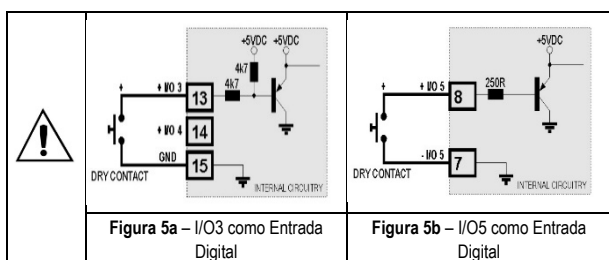 +5VDC +5VDC
4k7
4k7
+ + I/O 3 13
+ I/O 4 14
GND 15
DRY CONTACT
INTERNAL CIRCUITRY
Figura 5a – I/O3 como Entrada
Digital
+5VDC
250R
+ + I/O 5 8
- I/O 5 7
DRY CONTACT
INTERNAL CIRCUITRY
Figura 5b – I/O5 como Entrada
Digital